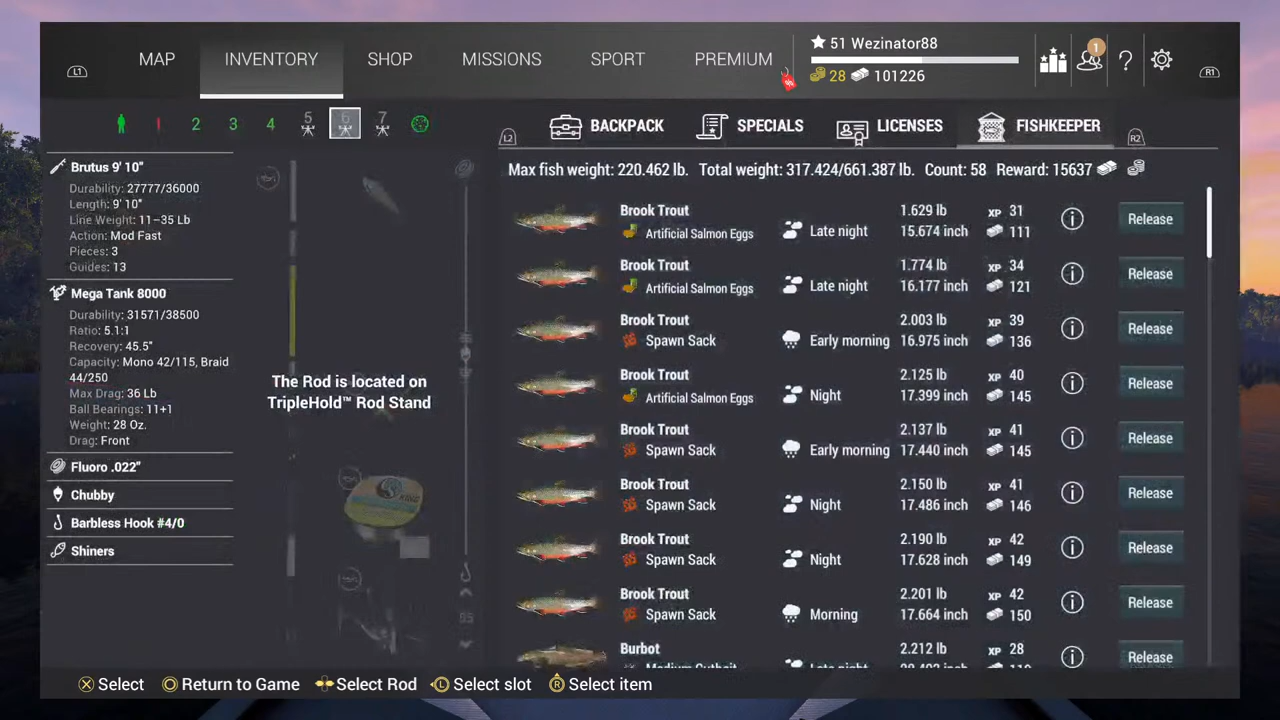 L1
MAP
INVENTORY
SHOP
MISSIONS
SPORT
PREMIUM
51 Wezinator88
28 101226
1
?
R1
2
3
4
5
6
7
L2
BACKPACK
SPECIALS
LICENSES
FISHKEEPER
R2
Brutus 9' 10"
Durability: 27777/36000
Length: 9' 10"
Line Weight: 11–35 Lb
Action: Mod Fast
Pieces: 3
Guides: 13
Mega Tank 8000
Durability: 31571/38500
Ratio: 5.1:1
Recovery: 45.5"
Capacity: Mono 42/115, Braid
44/250
Max Drag: 36 Lb
Ball Bearings: 11+1
Weight: 28 Oz.
Drag: Front
Fluoro .022"
Chubby
Barbless Hook #4/0
Shiners
The Rod is located on
TripleHold™ Rod Stand
Max fish weight: 220.462 lb. Total weight: 317.424/661.387 lb. Count: 58 Reward: 15637
Brook Trout 1.629 lb XP 31
Artificial Salmon Eggs Late night 15.674 inch 111
Release
Brook Trout 1.774 lb XP 34
Artificial Salmon Eggs Late night 16.177 inch 121
Release
Brook Trout 2.003 lb XP 39
Spawn Sack Early morning 16.975 inch 136
Release
Brook Trout 2.125 lb XP 40
Artificial Salmon Eggs Night 17.399 inch 145
Release
Brook Trout 2.137 lb XP 41
Spawn Sack Early morning 17.440 inch 145
Release
Brook Trout 2.150 lb XP 41
Spawn Sack Night 17.486 inch 146
Release
Brook Trout 2.190 lb XP 42
Spawn Sack Night 17.628 inch 149
Release
Brook Trout 2.201 lb XP 42
Spawn Sack Morning 17.664 inch 150
Release
Burbot 2.212 lb XP 28
Medium Cutbait Late night
Release
Select
Return to Game
Select Rod
L Select slot
R Select item